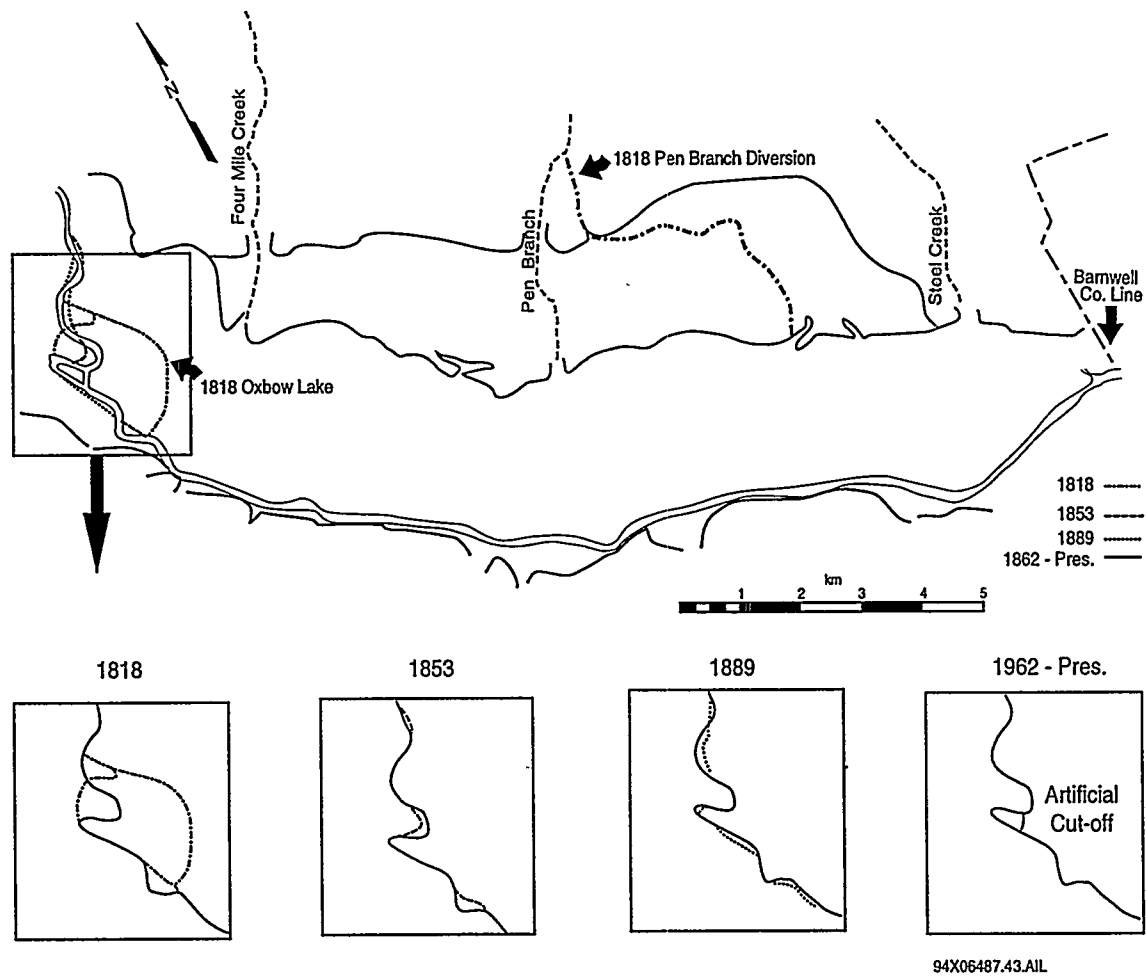 N
Four Mile Creek
1818 Pen Branch Diversion
Pen Branch
Steel Creek
Barnwell
Co. Line
1818 Oxbow Lake
1818
1853
1889
1862 - Pres.
km
1 2 3 4 5
1818
1853
1889
1962 - Pres.
Artificial
Cut-off
94X06487.43.AIL